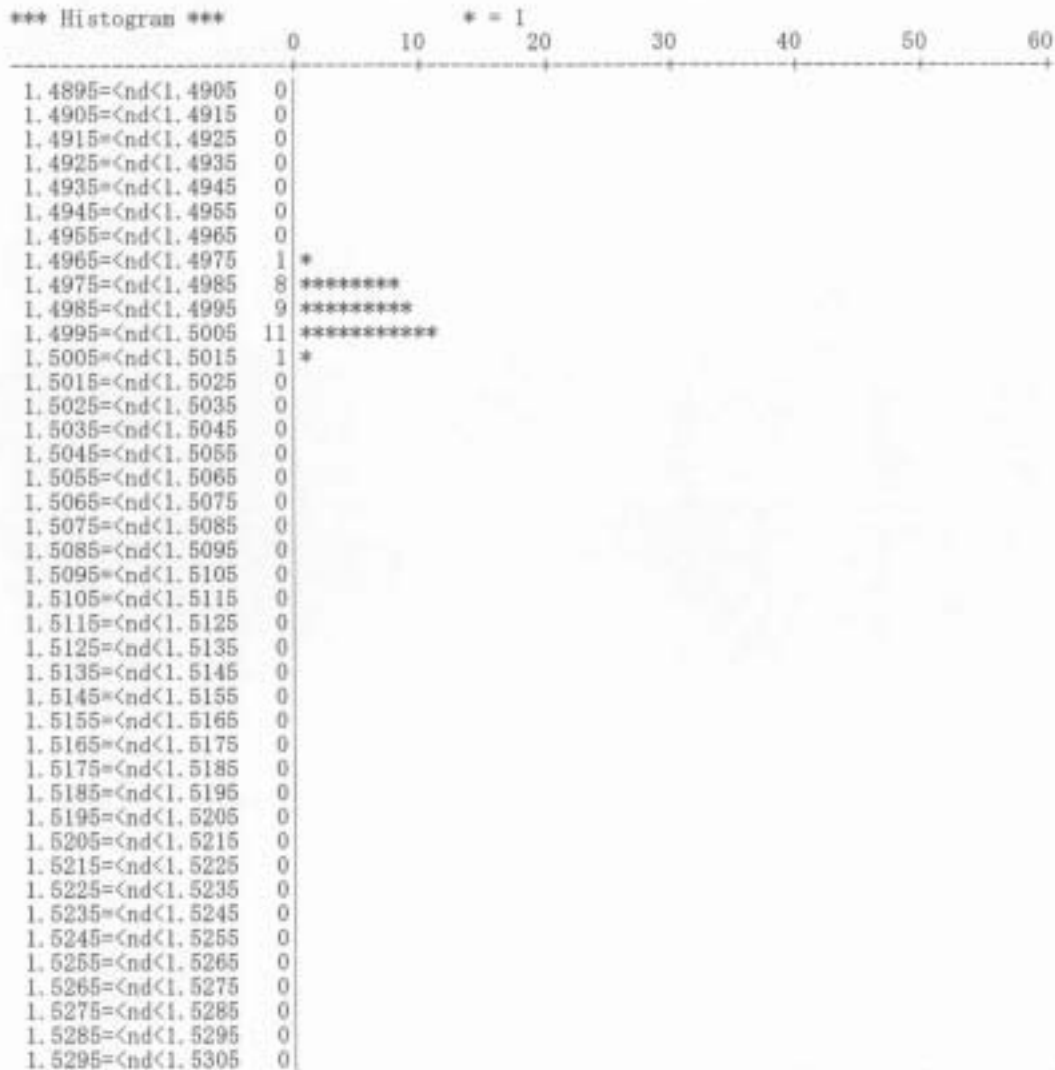 *** Histogram *** * = 1
0 10 20 30 40 50 60
1.4895=<nd<1.4905 0
1.4905=<nd<1.4915 0
1.4915=<nd<1.4925 0
1.4925=<nd<1.4935 0
1.4935=<nd<1.4945 0
1.4945=<nd<1.4955 0
1.4955=<nd<1.4965 0
1.4965=<nd<1.4975 1 *
1.4975=<nd<1.4985 8 ********
1.4985=<nd<1.4995 9 *********
1.4995=<nd<1.5005 11 ***********
1.5005=<nd<1.5015 1 *
1.5015=<nd<1.5025 0
1.5025=<nd<1.5035 0
1.5035=<nd<1.5045 0
1.5045=<nd<1.5055 0
1.5055=<nd<1.5065 0
1.5065=<nd<1.5075 0
1.5075=<nd<1.5085 0
1.5085=<nd<1.5095 0
1.5095=<nd<1.5105 0
1.5105=<nd<1.5115 0
1.5115=<nd<1.5125 0
1.5125=<nd<1.5135 0
1.5135=<nd<1.5145 0
1.5145=<nd<1.5155 0
1.5155=<nd<1.5165 0
1.5165=<nd<1.5175 0
1.5175=<nd<1.5185 0
1.5185=<nd<1.5195 0
1.5195=<nd<1.5205 0
1.5205=<nd<1.5215 0
1.5215=<nd<1.5225 0
1.5225=<nd<1.5235 0
1.5235=<nd<1.5245 0
1.5245=<nd<1.5255 0
1.5255=<nd<1.5265 0
1.5265=<nd<1.5275 0
1.5275=<nd<1.5285 0
1.5285=<nd<1.5295 0
1.5295=<nd<1.5305 0